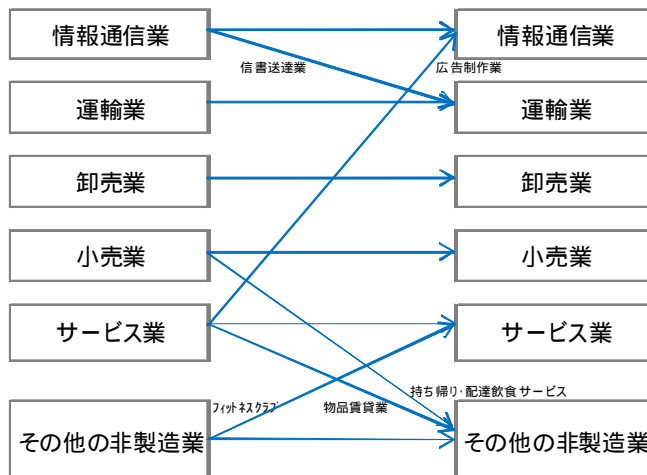 情報通信業
情報通信業
信書送達業
広告制作業
運輸業
運輸業
卸売業
卸売業
小売業
小売業
サービス業
サービス業
持ち帰り・配達飲食サービス
フィットネスクラブ
物品賃貸業
その他の非製造業
その他の非製造業